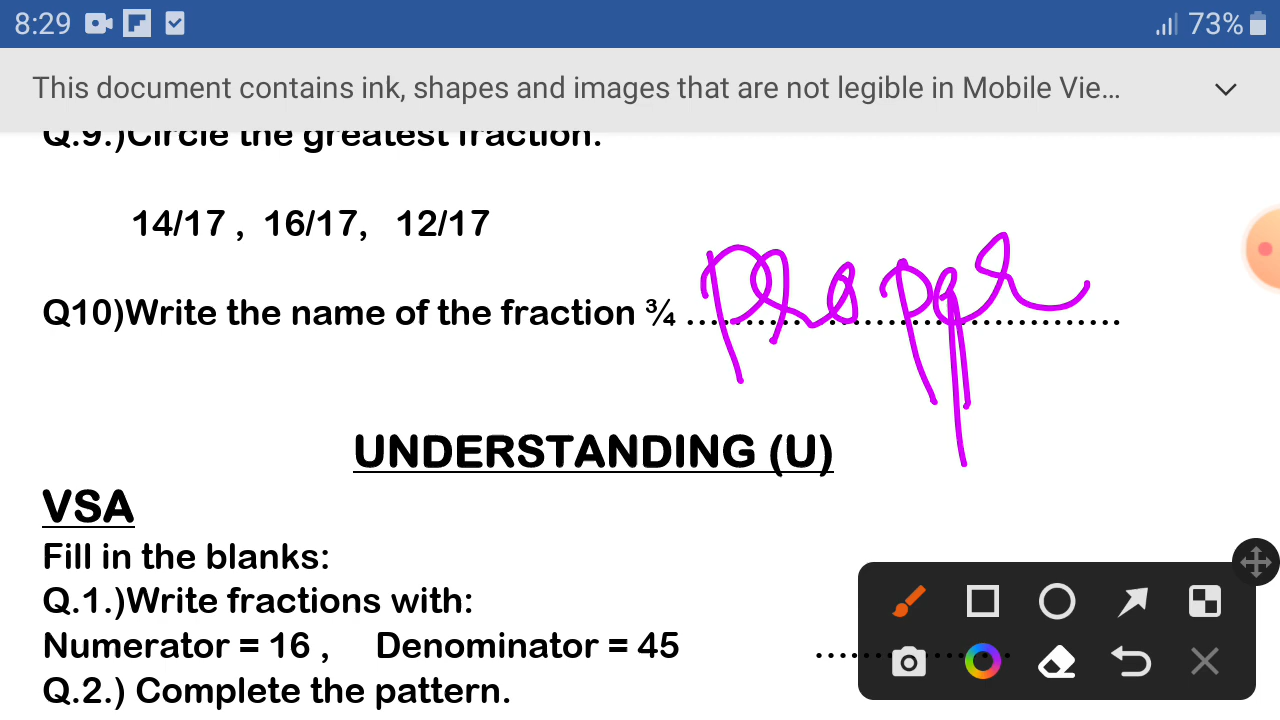 8:29 73%
This document contains ink, shapes and images that are not legible in Mobile Vie...
Q.9.)Circle the greatest fraction.
14/17 , 16/17, 12/17
Q10)Write the name of the fraction ¾ .......................................
UNDERSTANDING (U)
VSA
Fill in the blanks:
Q.1.)Write fractions with:
Numerator = 16 , Denominator = 45 ..................
Q.2.) Complete the pattern.